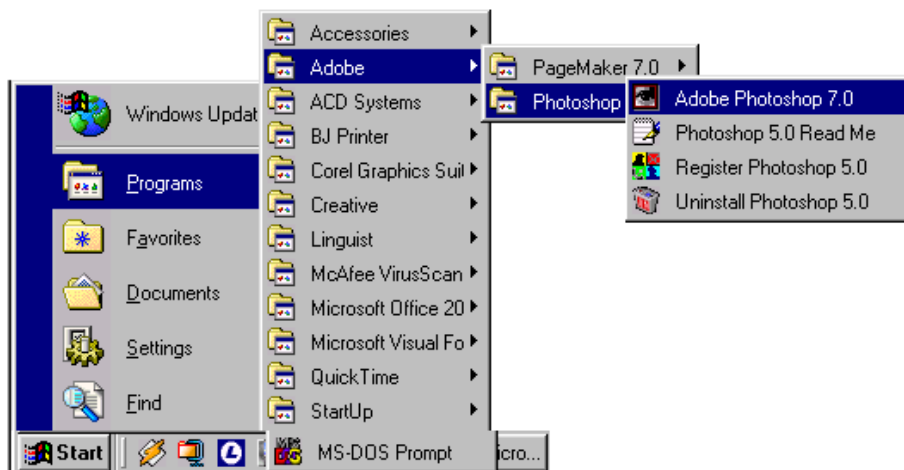 Windows Updat
Programs
Favorites
Documents
Settings
Find
Start
Accessories
Adobe
ACD Systems
BJ Printer
Corel Graphics Suit
Creative
Linguist
McAfee VirusScan
Microsoft Office 20
Microsoft Visual Fo
QuickTime
StartUp
MS-DOS Prompt
icro...
PageMaker 7.0
Photoshop
Adobe Photoshop 7.0
Photoshop 5.0 Read Me
Register Photoshop 5.0
Uninstall Photoshop 5.0